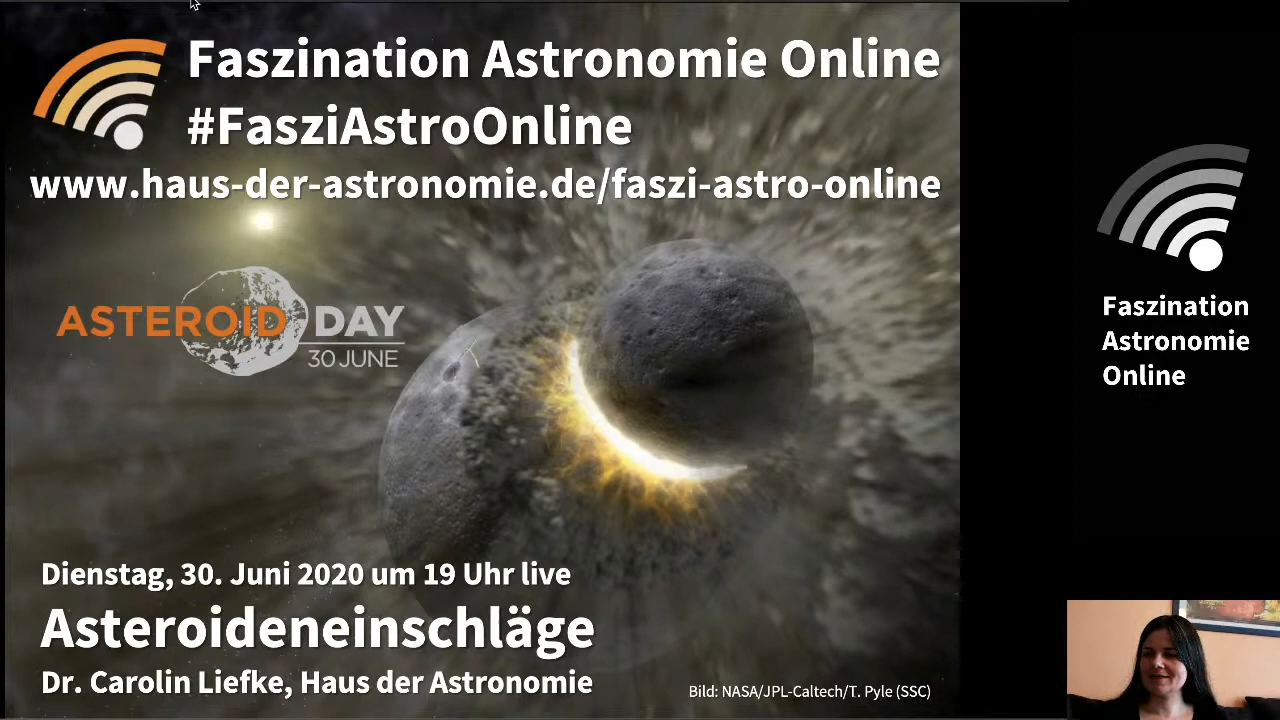 Faszination Astronomie Online
#FasziAstroOnline
www.haus-der-astronomie.de/faszi-astro-online
ASTEROID DAY
30 JUNE
Dienstag, 30. Juni 2020 um 19 Uhr live
Asteroideneinschläge
Dr. Carolin Liefke, Haus der Astronomie
Bild: NASA/JPL-Caltech/T. Pyle (SSC)
Faszination
Astronomie
Online